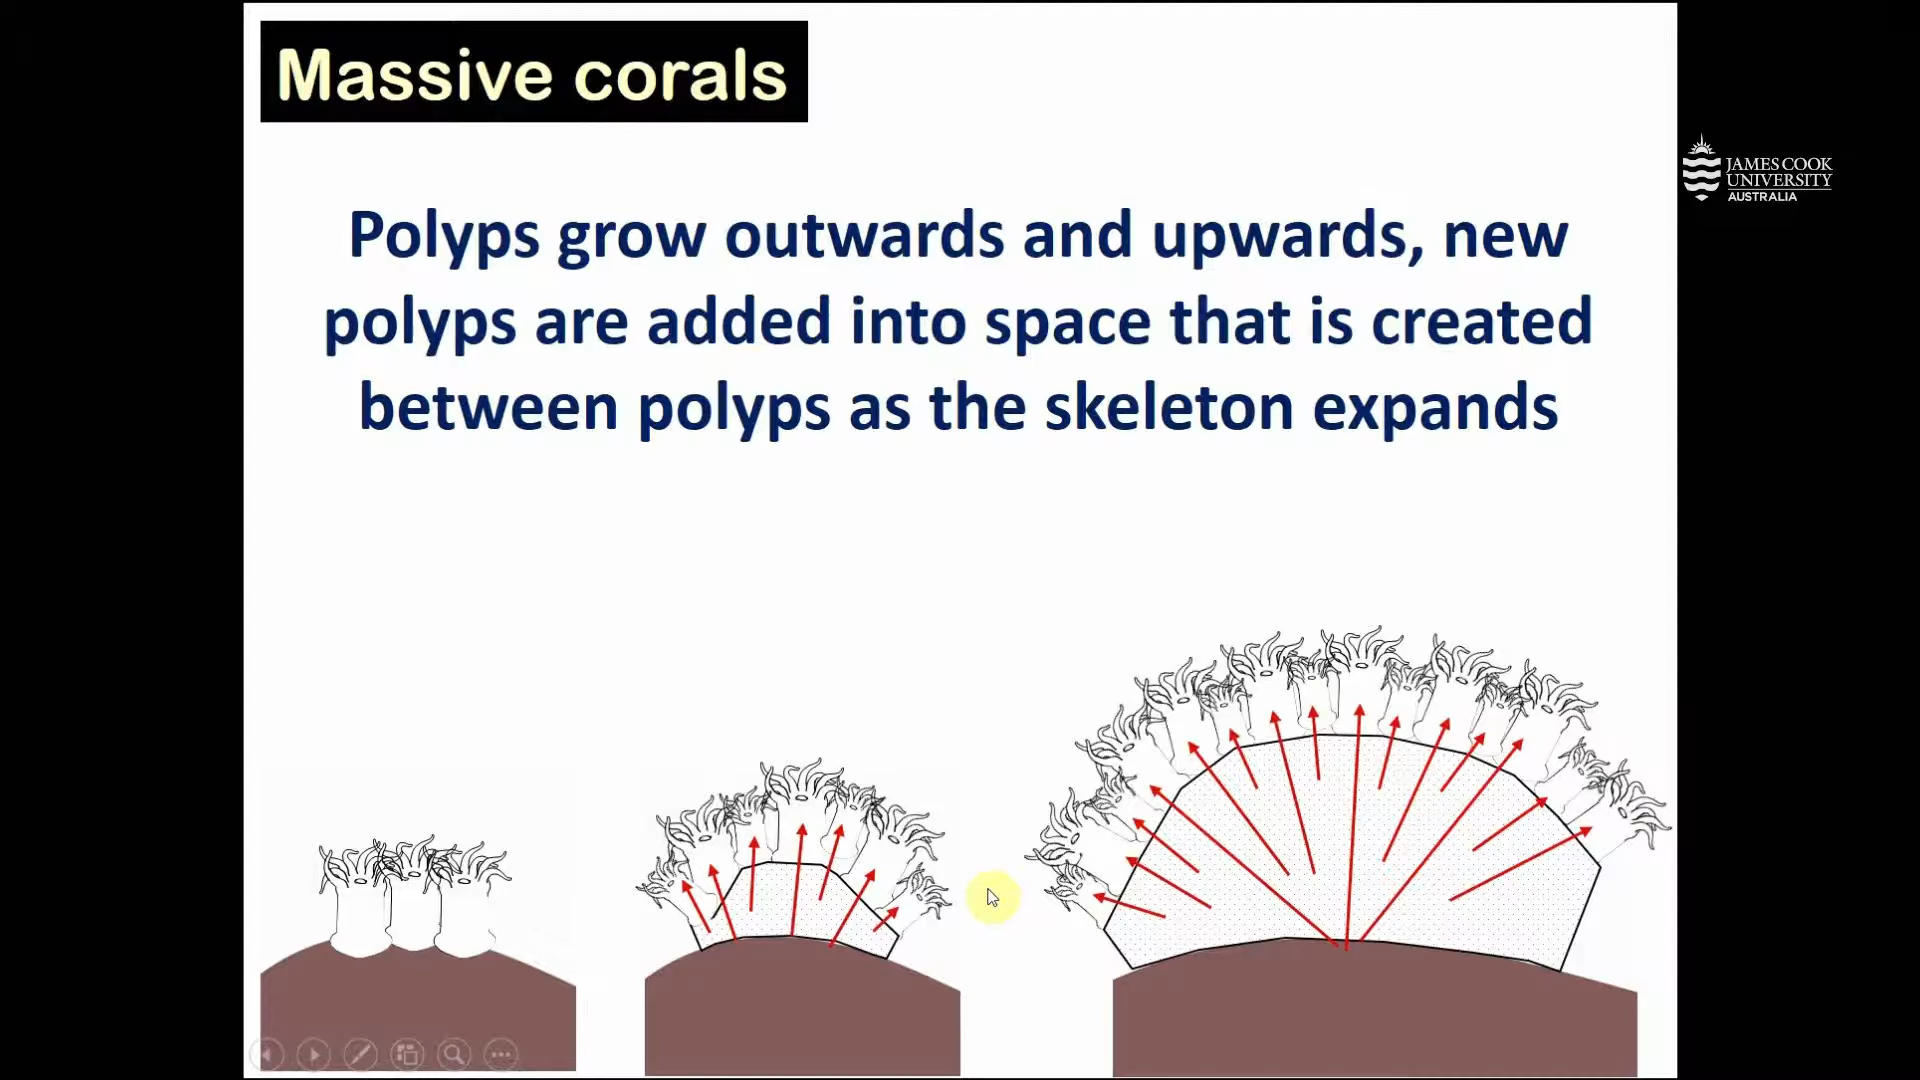 Massive corals
JAMES COOK
UNIVERSITY
AUSTRALIA
Polyps grow outwards and upwards, new
polyps are added into space that is created
between polyps as the skeleton expands